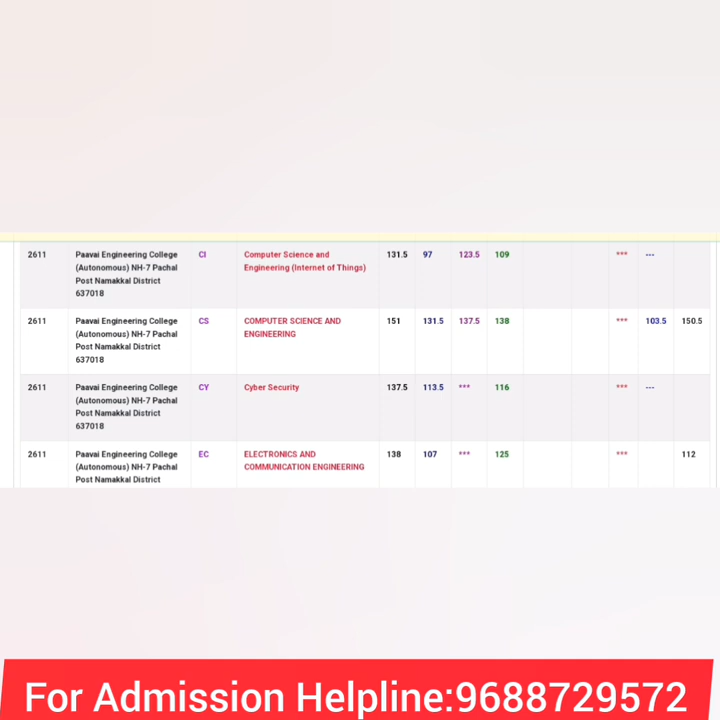 2611 Paavai Engineering College CI Computer Science and 131.5 97 123.5 109 *** ---
(Autonomous) NH-7 Pachal Engineering (Internet of Things)
Post Namakkal District
637018
2611 Paavai Engineering College CS COMPUTER SCIENCE AND 151 131.5 137.5 138 *** 103.5 150.5
(Autonomous) NH-7 Pachal ENGINEERING
Post Namakkal District
637018
2611 Paavai Engineering College CY Cyber Security 137.5 113.5 *** 116 *** ---
(Autonomous) NH-7 Pachal
Post Namakkal District
637018
2611 Paavai Engineering College EC ELECTRONICS AND 138 107 *** 125 *** 112
(Autonomous) NH-7 Pachal COMMUNICATION ENGINEERING
Post Namakkal District
For Admission Helpline:9688729572